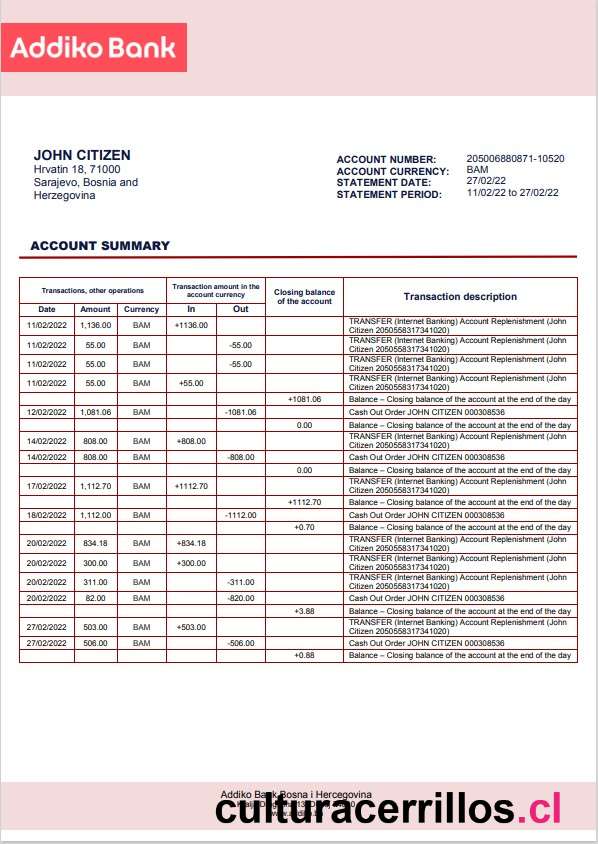 Addiko Bank
JOHN CITIZEN
Hrvatin 18, 71000
Sarajevo, Bosnia and
Herzegovina
ACCOUNT NUMBER: 205006880871-10520
ACCOUNT CURRENCY: BAM
STATEMENT DATE: 27/02/22
STATEMENT PERIOD: 11/02/22 to 27/02/22
ACCOUNT SUMMARY
Transactions, other operations
Transaction amount in the
account currency
Closing balance
of the account
Transaction description
Date Amount Currency In Out
11/02/2022 1,136.00 BAM +1136.00 TRANSFER (Internet Banking) Account Replenishment (John
Citizen 2050558317341020)
11/02/2022 55.00 BAM -55.00 TRANSFER (Internet Banking) Account Replenishment (John
Citizen 2050558317341020)
11/02/2022 55.00 BAM -55.00 TRANSFER (Internet Banking) Account Replenishment (John
Citizen 2050558317341020)
11/02/2022 55.00 BAM +55.00 TRANSFER (Internet Banking) Account Replenishment (John
Citizen 2050558317341020)
+1081.06 Balance – Closing balance of the account at the end of the day
12/02/2022 1,081.06 BAM -1081.06 Cash Out Order JOHN CITIZEN 000308536
0.00 Balance – Closing balance of the account at the end of the day
14/02/2022 808.00 BAM +808.00 TRANSFER (Internet Banking) Account Replenishment (John
Citizen 2050558317341020)
14/02/2022 808.00 BAM -808.00 Cash Out Order JOHN CITIZEN 000308536
0.00 Balance – Closing balance of the account at the end of the day
17/02/2022 1,112.70 BAM +1112.70 TRANSFER (Internet Banking) Account Replenishment (John
Citizen 2050558317341020)
+1112.70 Balance – Closing balance of the account at the end of the day
18/02/2022 1,112.00 BAM -1112.00 Cash Out Order JOHN CITIZEN 000308536
+0.70 Balance – Closing balance of the account at the end of the day
20/02/2022 834.18 BAM +834.18 TRANSFER (Internet Banking) Account Replenishment (John
Citizen 2050558317341020)
20/02/2022 300.00 BAM +300.00 TRANSFER (Internet Banking) Account Replenishment (John
Citizen 2050558317341020)
20/02/2022 311.00 BAM -311.00 TRANSFER (Internet Banking) Account Replenishment (John
Citizen 2050558317341020)
20/02/2022 82.00 BAM -820.00 Cash Out Order JOHN CITIZEN 000308536
+3.88 Balance – Closing balance of the account at the end of the day
27/02/2022 503.00 BAM +503.00 TRANSFER (Internet Banking) Account Replenishment (John
Citizen 2050558317341020)
27/02/2022 506.00 BAM -506.00 Cash Out Order JOHN CITIZEN 000308536
+0.88 Balance – Closing balance of the account at the end of the day
Addiko Bank Bosna i Hercegovina
culturacerrillos.cl